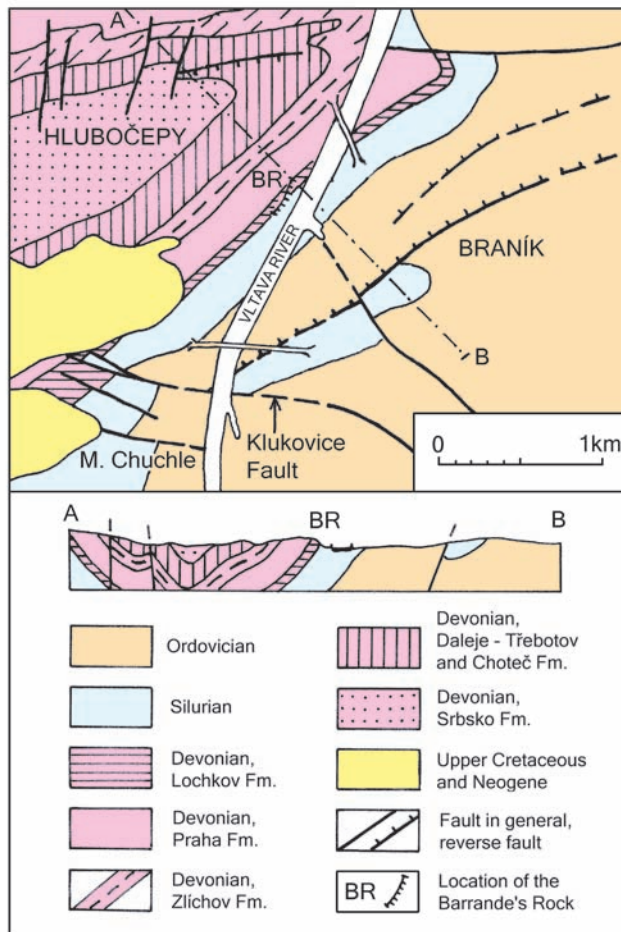 A
HLUBOČEPY
BR
VLTAVA RIVER
BRANÍK
B
M. Chuchle
Klukovice
Fault
0 1km
A BR B
Ordovician
Silurian
Devonian,
Lochkov Fm.
Devonian,
Praha Fm.
Devonian,
Zlíchov Fm.
Devonian,
Daleje - Třebotov
and Choteč Fm.
Devonian,
Srbsko Fm.
Upper Cretaceous
and Neogene
Fault in general,
reverse fault
BR
Location of the
Barrande's Rock